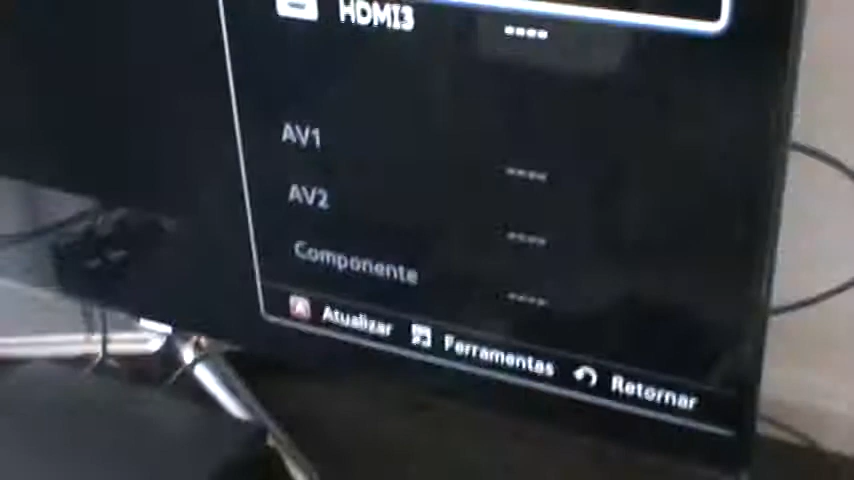 HDMI3 ----
AV1 ----
AV2 ----
Componente ----
A Atualizar Ferramentas Retornar